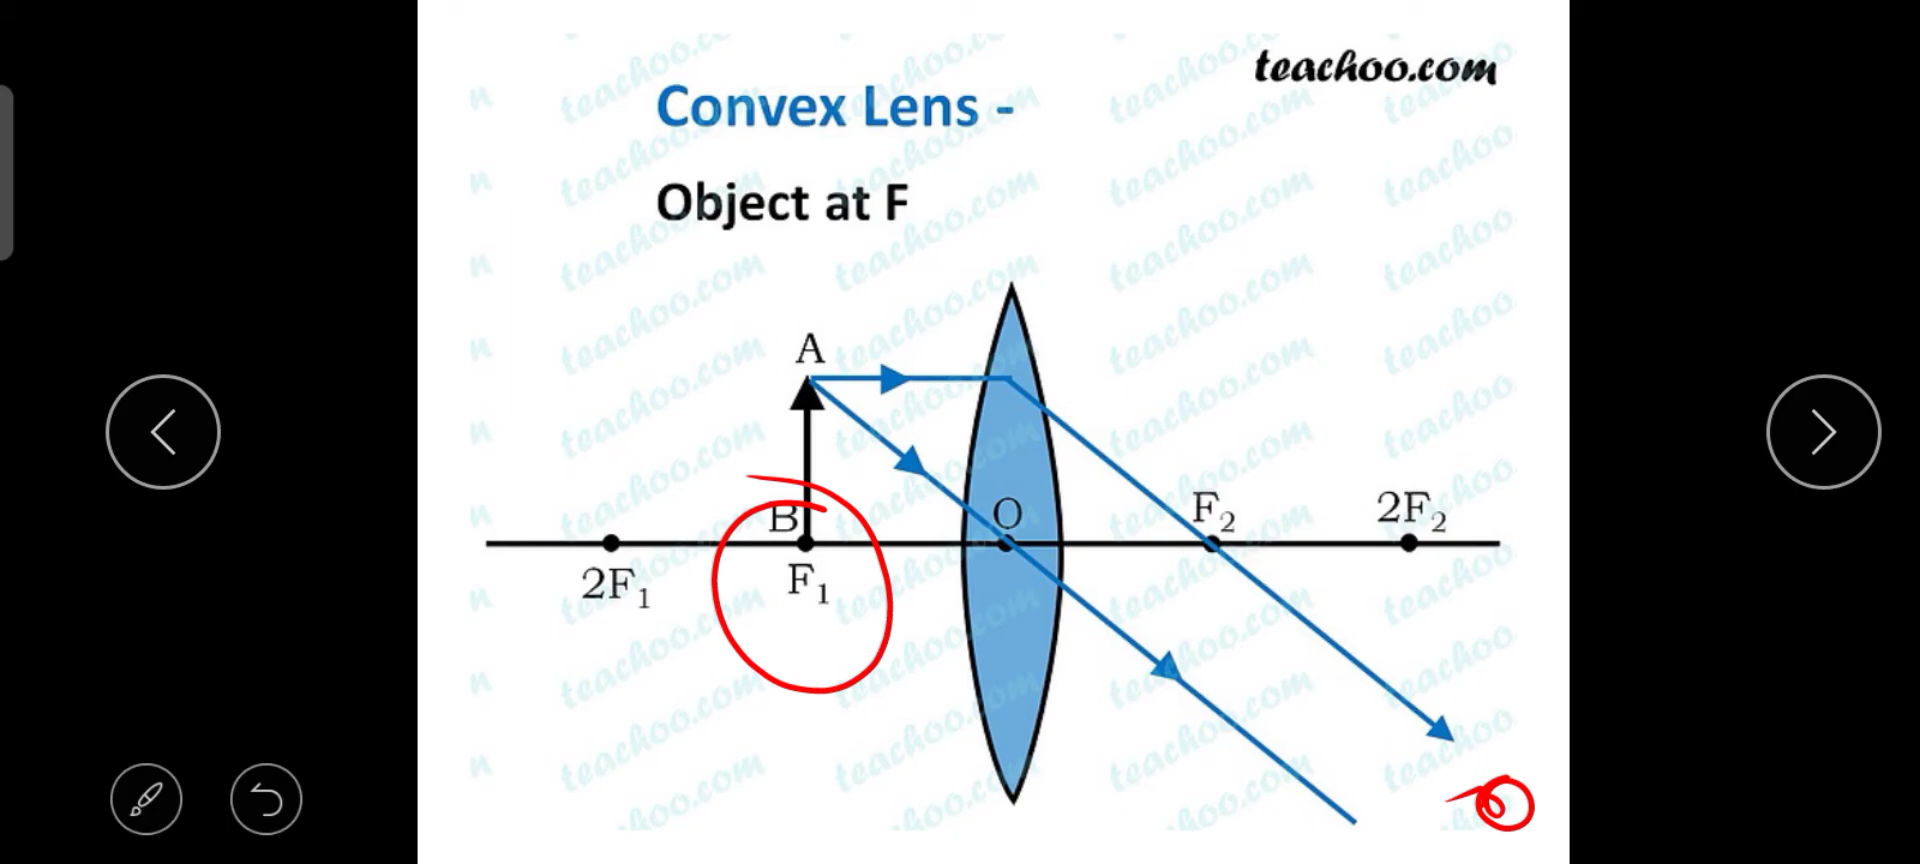 teachoo.com
Convex Lens -
Object at F
A
B
O
F₂
2F₂
2F₁
F₁